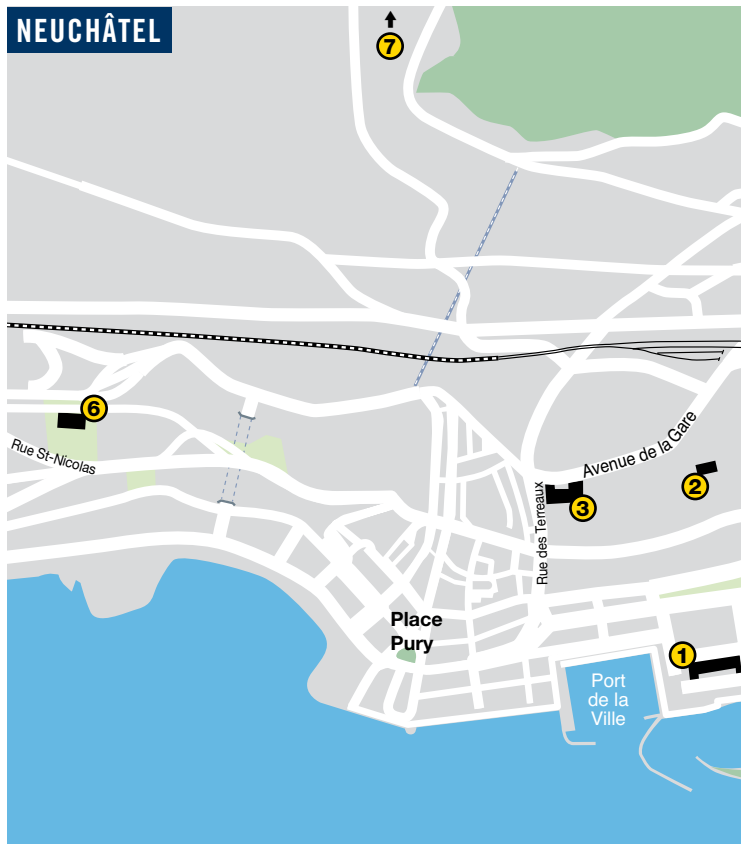 NEUCHÂTEL
7
6
Rue St-Nicolas
Avenue de la Gare
2
3
Rue des Terreaux
Place
Pury
1
Port
de la
Ville